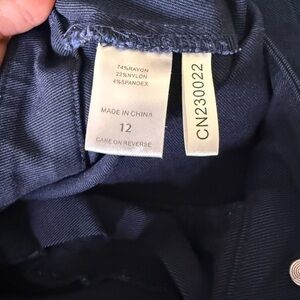 74%RAYON
22%NYLON
4%SPANDEX
MADE IN CHINA
12
CARE ON REVERSE
CN230022